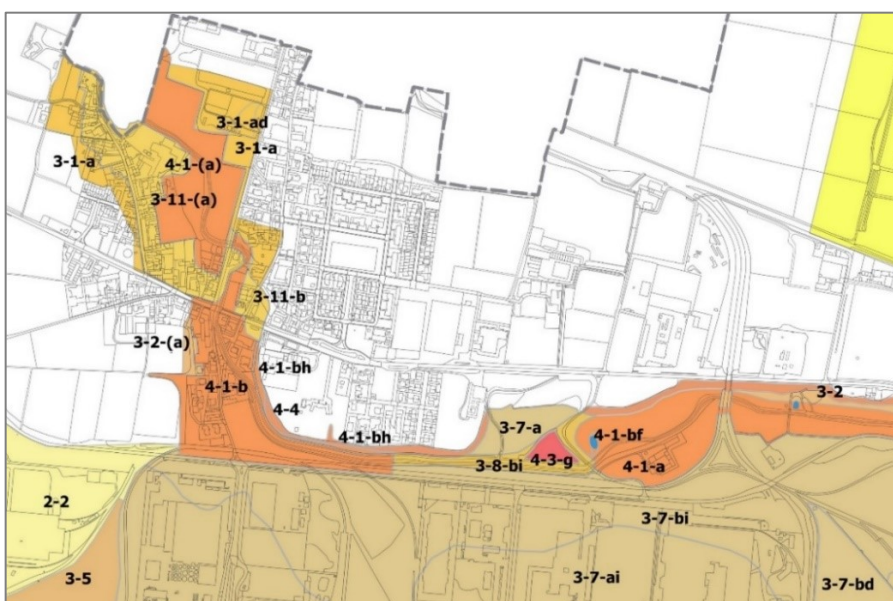 3-1-ad
3-1-a
3-1-a
4-1-(a)
3-11-(a)
3-11-b
3-2-(a)
4-1-bh
4-1-b
4-4
4-1-bh
3-2
3-7-a
4-1-bf
3-8-bi
4-3-g
4-1-a
2-2
3-7-bi
3-5
3-7-ai
3-7-bd